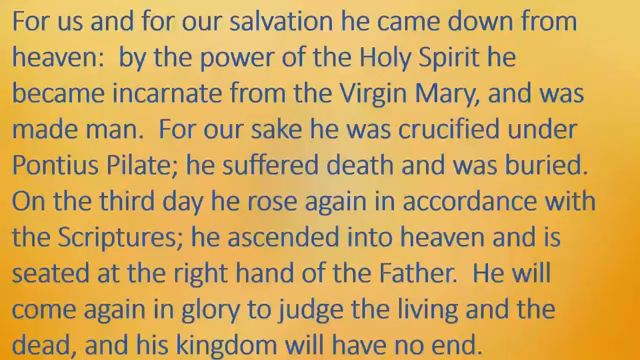 For us and for our salvation he came down from
heaven:  by the power of the Holy Spirit he
became incarnate from the Virgin Mary, and was
made man.  For our sake he was crucified under
Pontius Pilate; he suffered death and was buried.
On the third day he rose again in accordance with
the Scriptures; he ascended into heaven and is
seated at the right hand of the Father.  He will
come again in glory to judge the living and the
dead, and his kingdom will have no end.